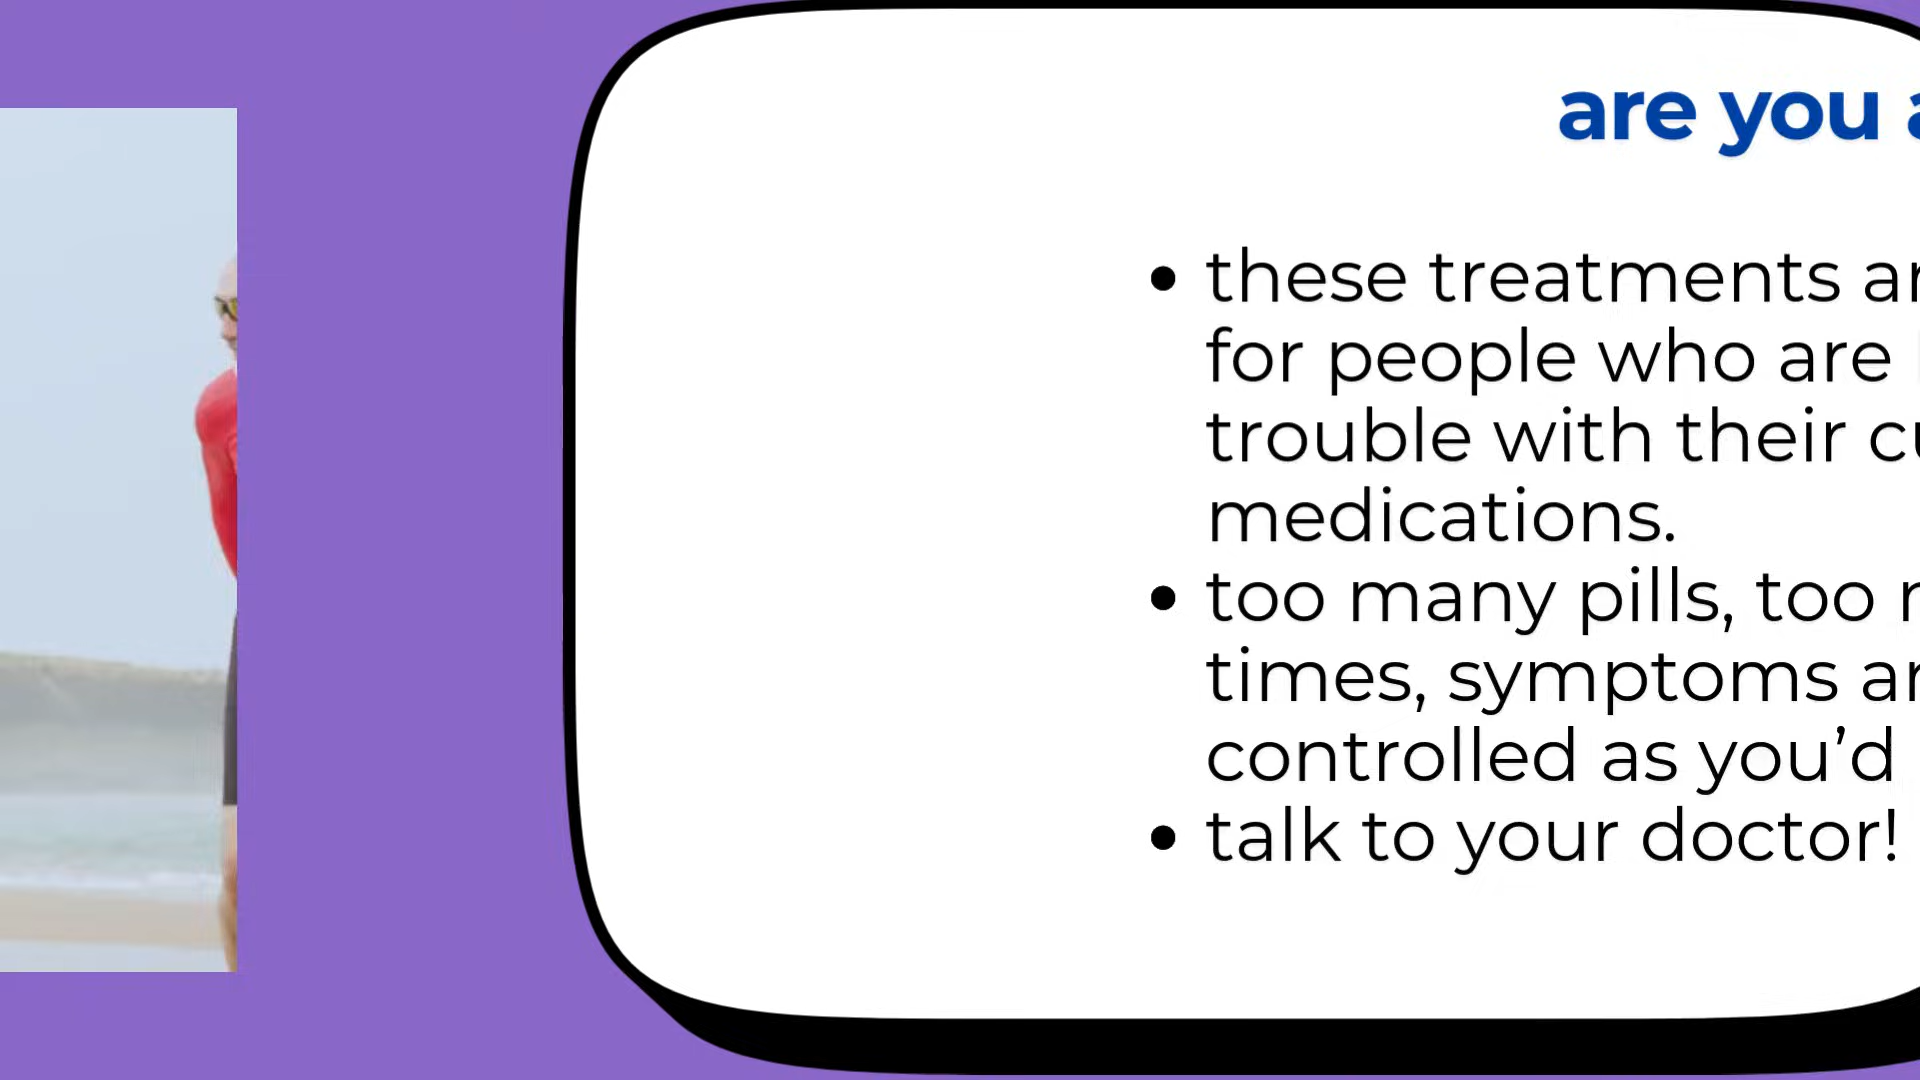 are you
these treatments
for people who are
trouble with their
medications.
too many pills, too
times, symptoms
controlled as you’d
talk to your doctor!